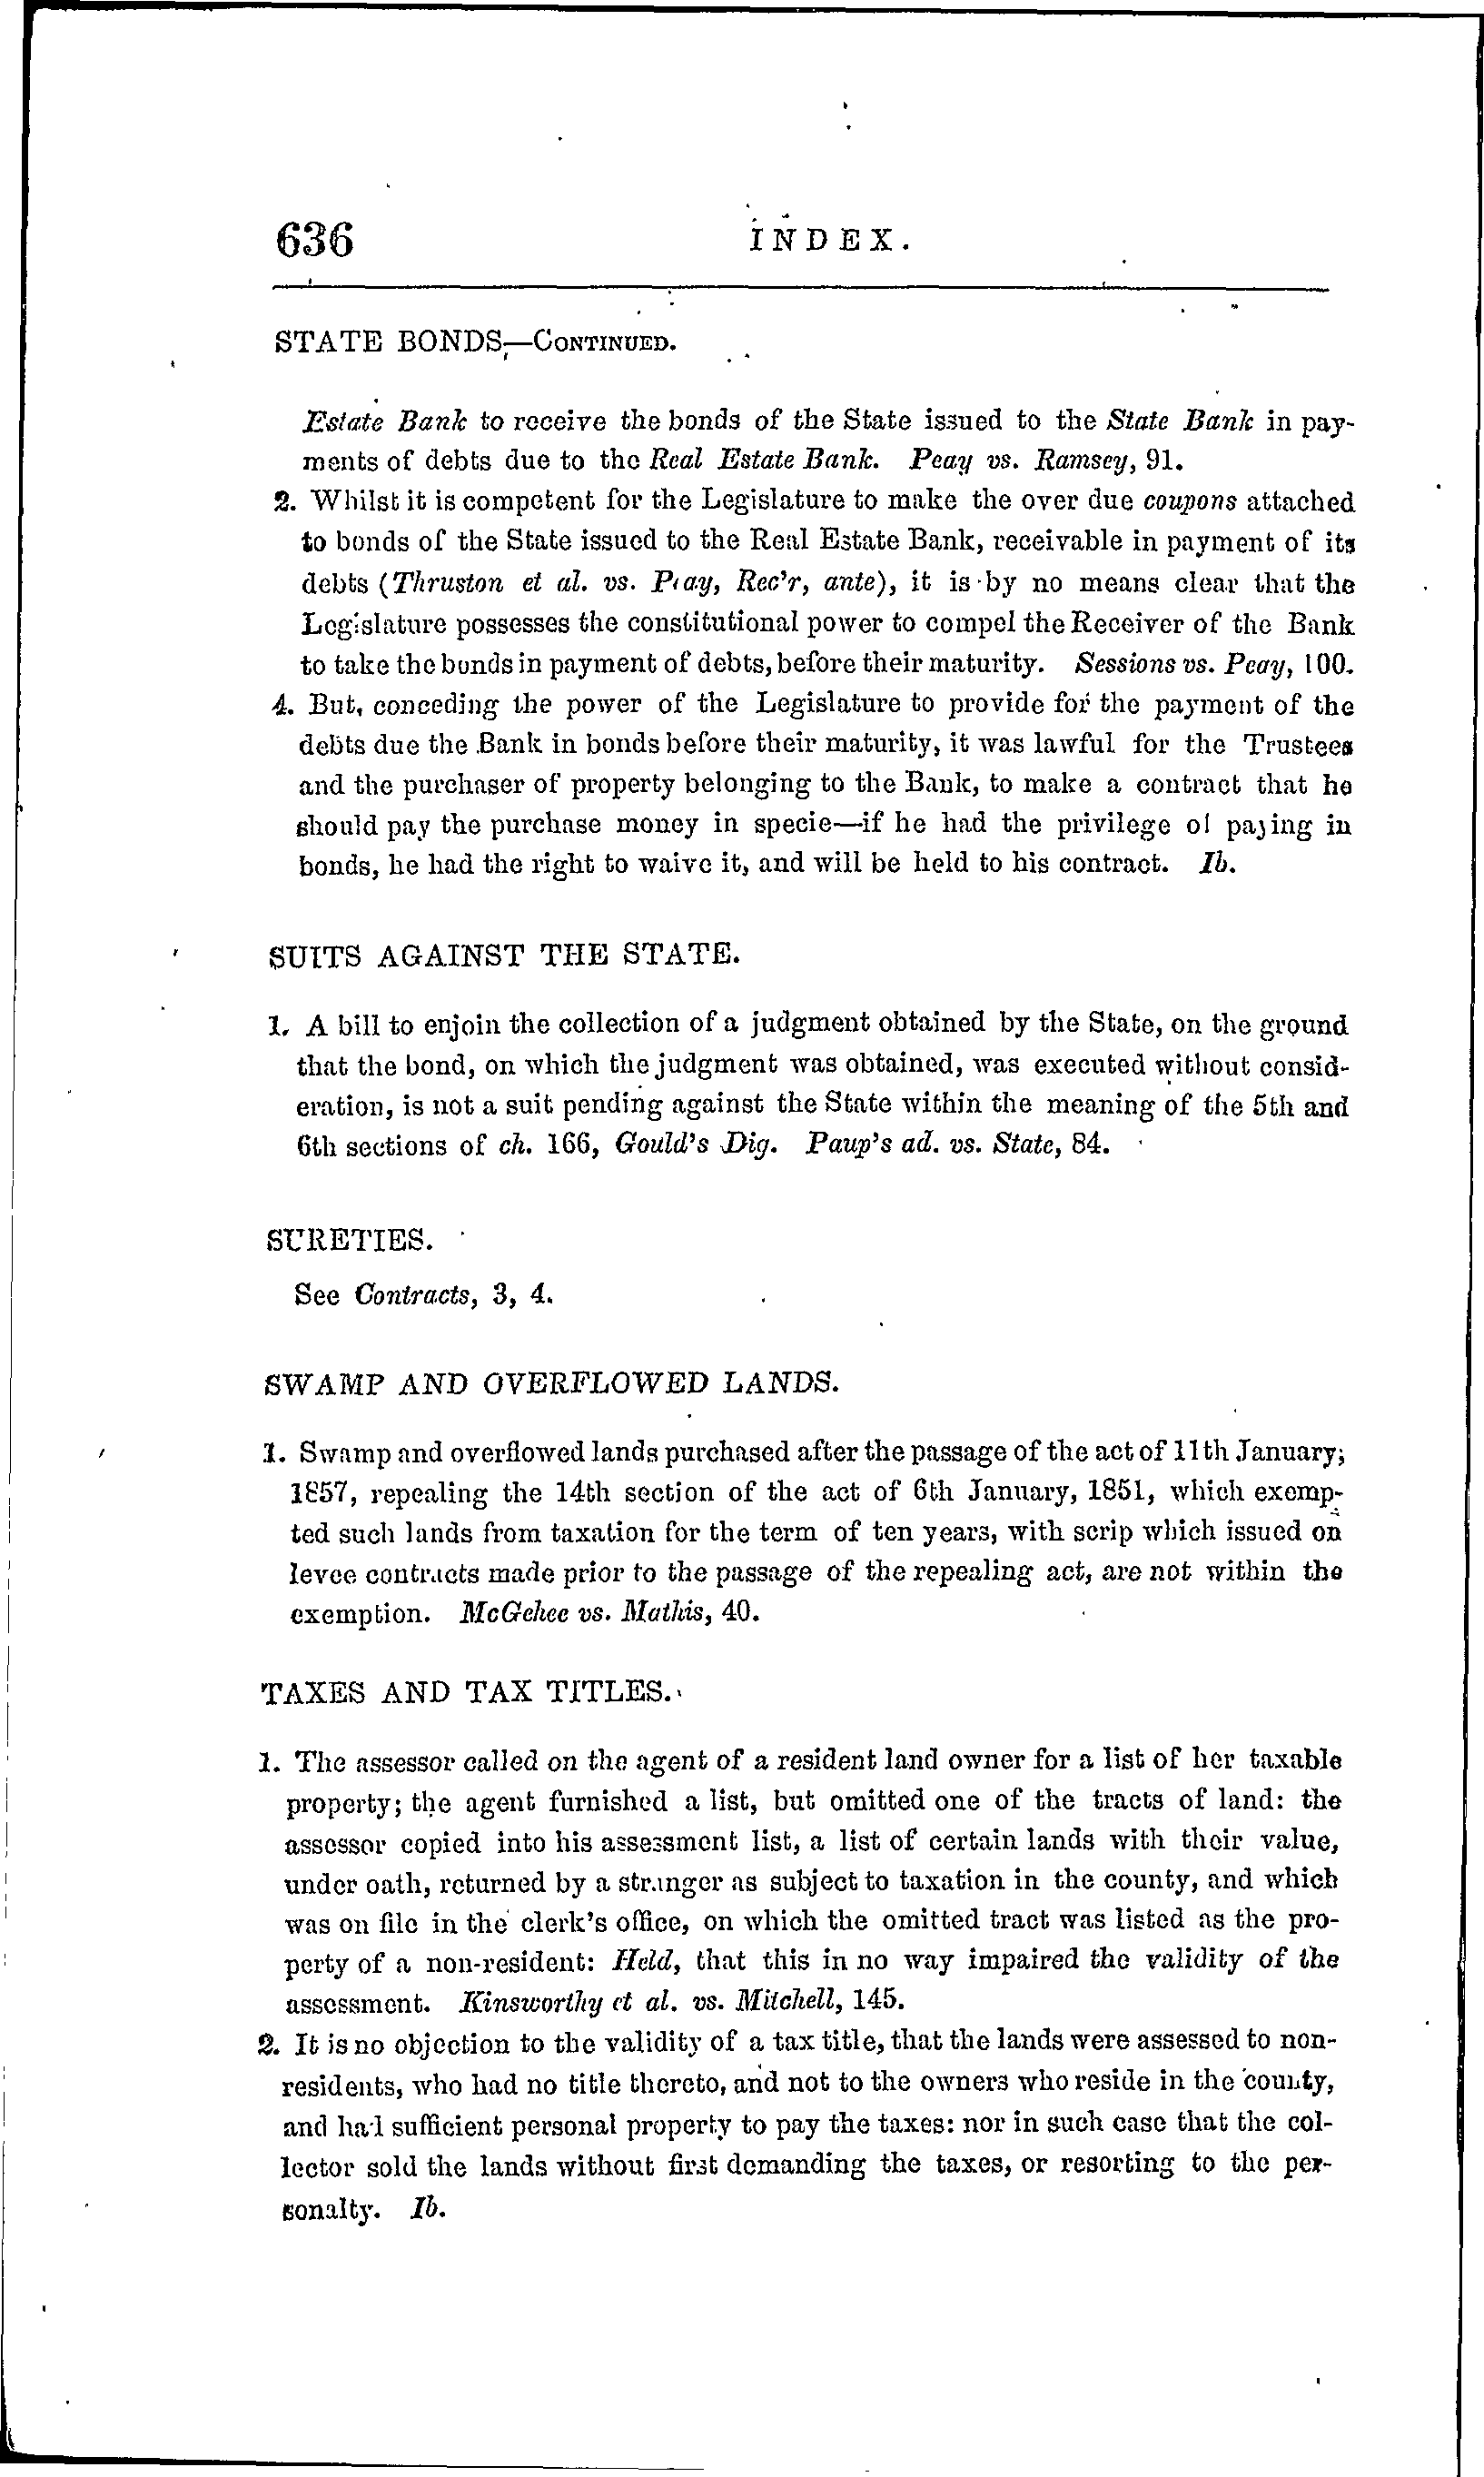 636 INDEX.
STATE BONDS,—CONTINUED.
Estate Bank to receive the bonds of the State issued to the State Bank in pay-
ments of debts due to the Real Estate Bank. Peay vs. Ramsey, 91.
2. Whilst it is competent for the Legislature to make the over due coupons attached
to bonds of the State issued to the Real Estate Bank, receivable in payment of its
debts (Thruston et al. vs. Peay, Rec'r, ante), it is by no means clear that the
Legislature possesses the constitutional power to compel the Receiver of the Bank
to take the bonds in payment of debts, before their maturity. Sessions vs. Peay, 100.
4. But, conceding the power of the Legislature to provide for the payment of the
debts due the Bank in bonds before their maturity, it was lawful for the Trustees
and the purchaser of property belonging to the Bank, to make a contract that he
should pay the purchase money in specie—if he had the privilege of paying in
bonds, he had the right to waive it, and will be held to his contract. Ib.
SUITS AGAINST THE STATE.
1. A bill to enjoin the collection of a judgment obtained by the State, on the ground
that the bond, on which the judgment was obtained, was executed without consid-
eration, is not a suit pending against the State within the meaning of the 5th and
6th sections of ch. 166, Gould's Dig. Paup's ad. vs. State, 84.
SURETIES.
See Contracts, 3, 4.
SWAMP AND OVERFLOWED LANDS.
1. Swamp and overflowed lands purchased after the passage of the act of 11th January;
1857, repealing the 14th section of the act of 6th January, 1851, which exemp-
ted such lands from taxation for the term of ten years, with scrip which issued on
levee contracts made prior to the passage of the repealing act, are not within the
exemption. McGehee vs. Mathis, 40.
TAXES AND TAX TITLES.
1. The assessor called on the agent of a resident land owner for a list of her taxable
property; the agent furnished a list, but omitted one of the tracts of land: the
assessor copied into his assessment list, a list of certain lands with their value,
under oath, returned by a stranger as subject to taxation in the county, and which
was on file in the clerk's office, on which the omitted tract was listed as the pro-
perty of a non-resident: Held, that this in no way impaired the validity of the
assessment. Kinsworthy et al. vs. Mitchell, 145.
2. It is no objection to the validity of a tax title, that the lands were assessed to non-
residents, who had no title thereto, and not to the owners who reside in the county,
and had sufficient personal property to pay the taxes: nor in such case that the col-
lector sold the lands without first demanding the taxes, or resorting to the per-
sonalty. Ib.